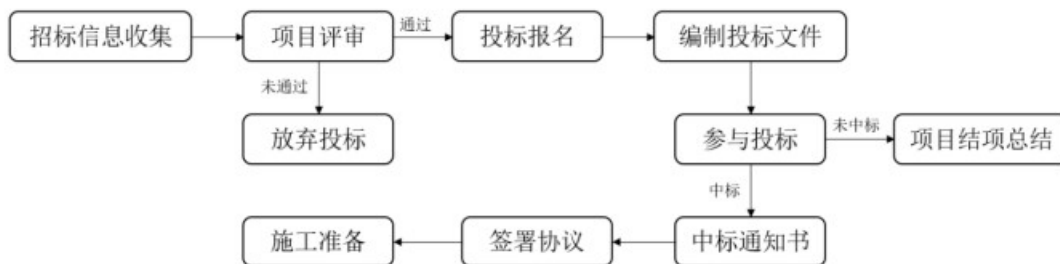 招标信息收集
项目评审
通过
投标报名
编制投标文件
未通过
放弃投标
参与投标
未中标
项目结项总结
中标
施工准备
签署协议
中标通知书